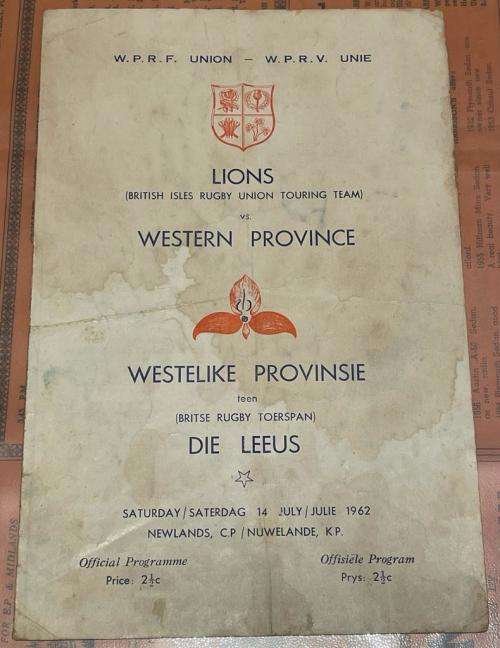 W.P.R.F. UNION – W.P.R.V. UNIE
LIONS
(BRITISH ISLES RUGBY UNION TOURING TEAM)
vs.
WESTERN PROVINCE
WESTELIKE PROVINSIE
teen
(BRITSE RUGBY TOERSPAN)
DIE LEEUS
SATURDAY/SATERDAG 14 JULY/JULIE 1962
NEWLANDS, C.P./NUWELANDE, K.P.
Official Programme
Price: 2½c
Offisiële Program
Prys: 2½c
FOR E.P. & MIDLANDS